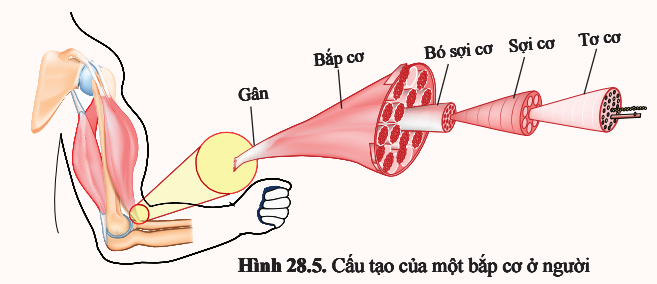 Gân
Bắp cơ
Bó sợi cơ
Sợi cơ
Tơ cơ
Hình 28.5. Cấu tạo của một bắp cơ ở người